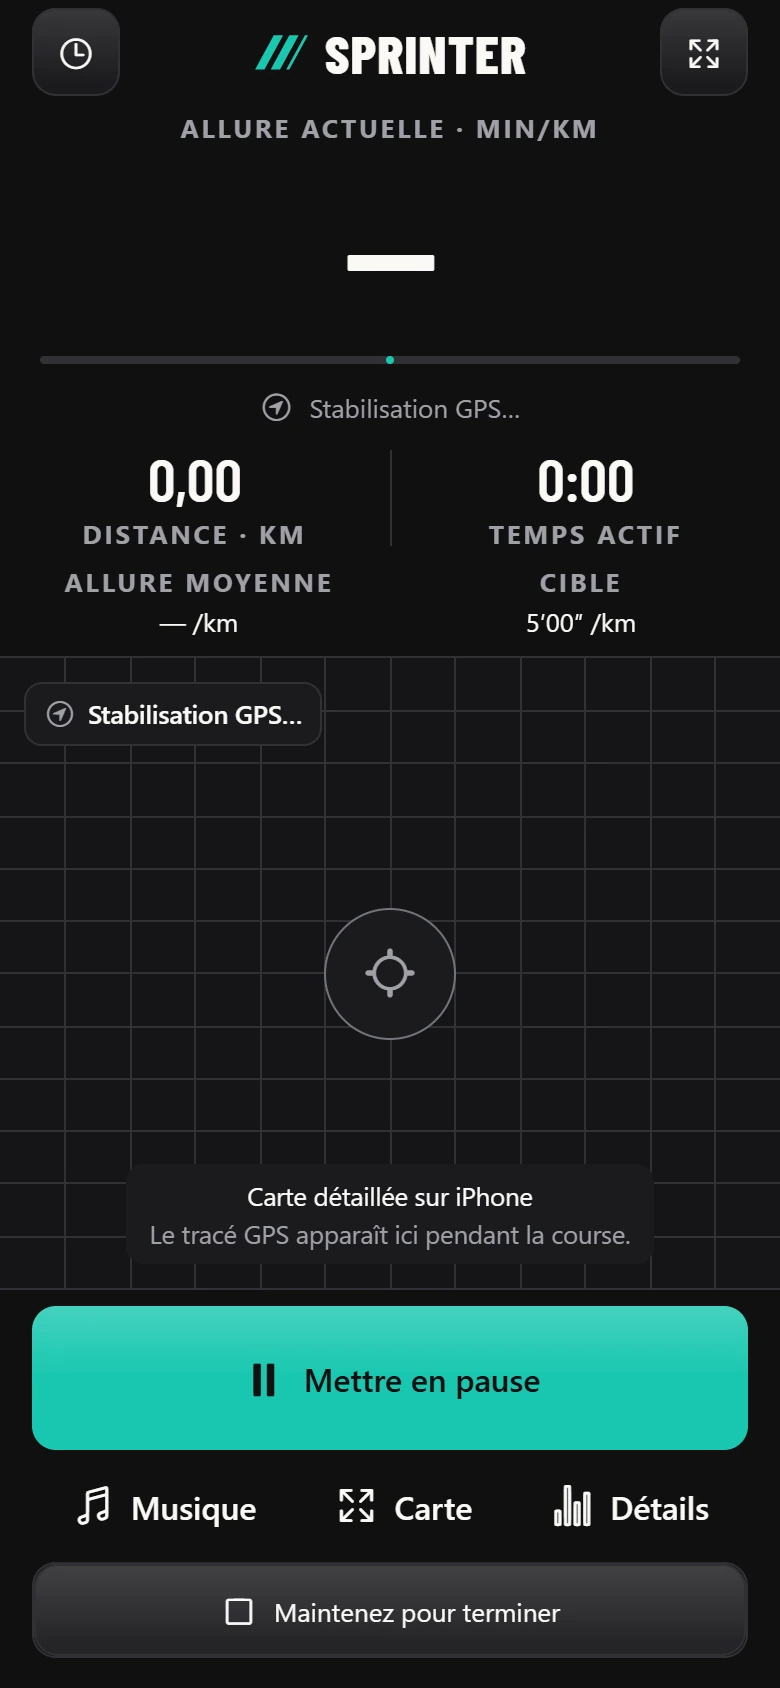 SPRINTER
ALLURE ACTUELLE · MIN/KM
—
Stabilisation GPS…
0,00
DISTANCE · KM
0:00
TEMPS ACTIF
ALLURE MOYENNE
— /km
CIBLE
5′00″ /km
Stabilisation GPS…
Carte détaillée sur iPhone
Le tracé GPS apparaît ici pendant la course.
Mettre en pause
Musique
Carte
Détails
Maintenez pour terminer